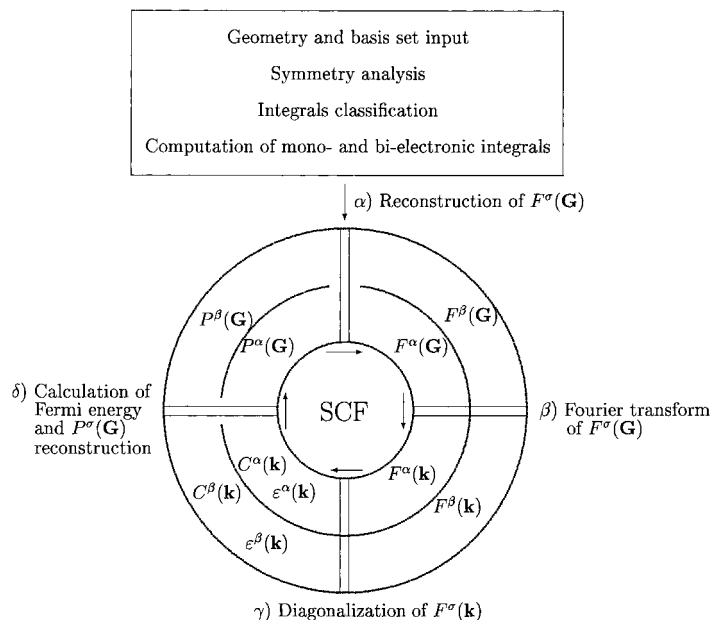 Geometry and basis set input
Symmetry analysis
Integrals classification
Computation of mono- and bi-electronic integrals
α) Reconstruction of F^σ(G)
P^β(G)
F^β(G)
P^α(G)
F^α(G)
δ) Calculation of
Fermi energy
and P^σ(G)
reconstruction
SCF
β) Fourier transform
of F^σ(G)
C^α(k)
F^α(k)
C^β(k)
ε^α(k)
F^β(k)
ε^β(k)
γ) Diagonalization of F^σ(k)